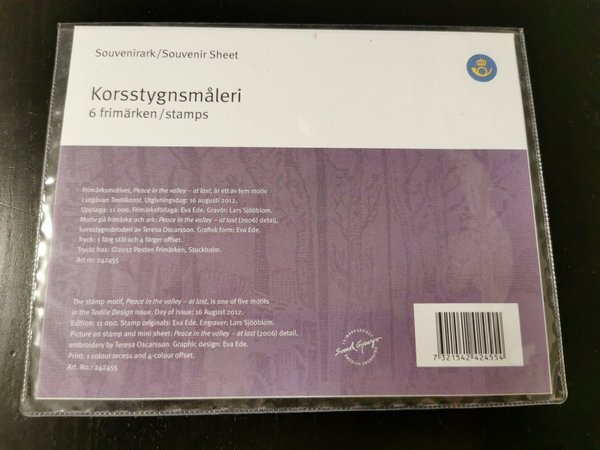 Souvenirark/Souvenir Sheet
Korsstygnsmåleri
6 frimärken/stamps
Frimärksmotivet, Peace in the valley – at last, är ett av fem motiv
i utgåvan Textilkonst. Utgivningsdag: 16 augusti 2012.
Upplaga: 11 000. Frimärksförlaga: Eva Ede. Gravör: Lars Sjööblom.
Motiv på frimärke och ark: Peace in the valley – at last (2006) detalj,
korsstygnsbroderi av Teresa Oscarsson. Grafisk form: Eva Ede.
Tryck: 1 färg stål och 4 färger offset.
Tryckt hos: ©2012 Posten Frimärken, Stockholm.
Art nr: 242455
The stamp motif, Peace in the valley – at last, is one of five motifs
in the Textile Design issue. Day of issue: 16 August 2012.
Edition: 11 000. Stamp originals: Eva Ede. Engraver: Lars Sjööblom.
Picture on stamp and mini sheet: Peace in the valley – at last (2006) detail,
embroidery by Teresa Oscarsson. Graphic design: Eva Ede.
Print: 1 colour recess and 4-colour offset.
Art. No.: 242455
7 321542 424554